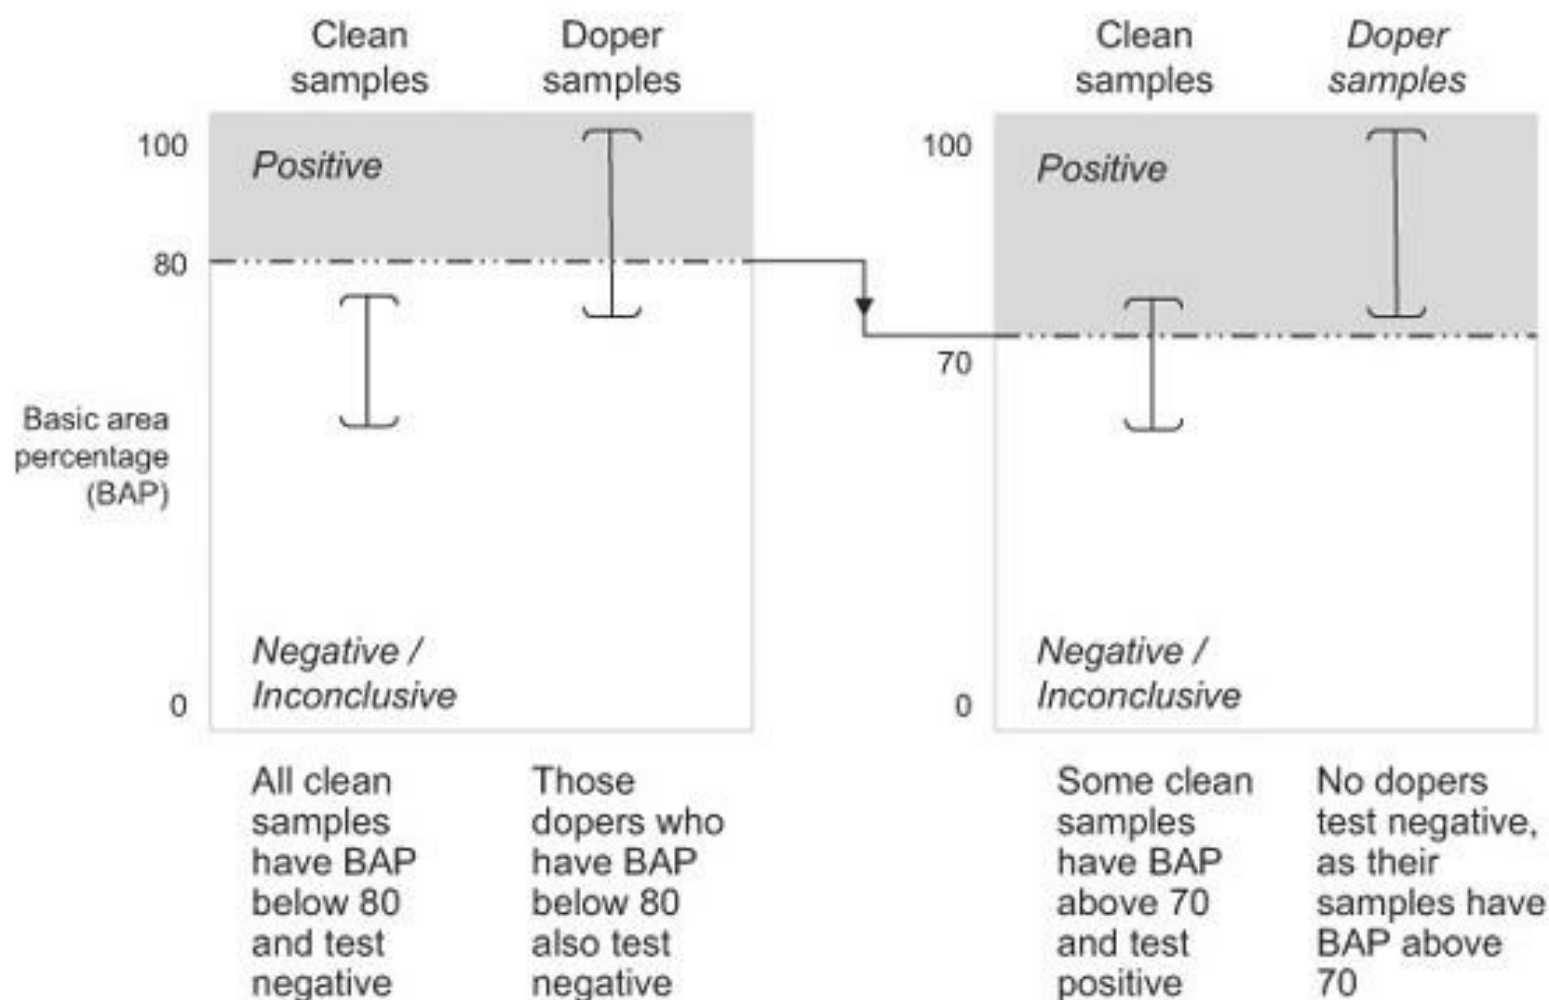 Clean
samples
Doper
samples
Clean
samples
Doper
samples
100
Positive
80
Basic area
percentage
(BAP)
Negative /
Inconclusive
0
100
Positive
70
Negative /
Inconclusive
0
All clean
samples
have BAP
below 80
and test
negative
Those
dopers who
have BAP
below 80
also test
negative
Some clean
samples
have BAP
above 70
and test
positive
No dopers
test negative,
as their
samples have
BAP above
70